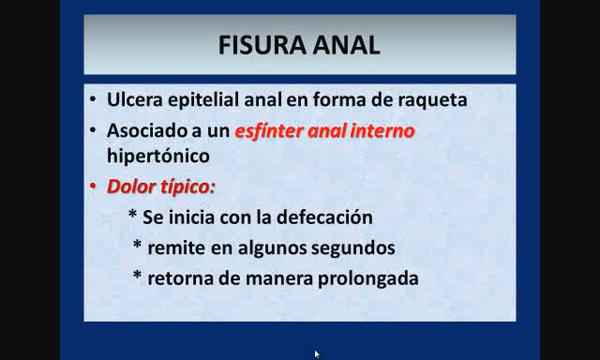 FISURA ANAL
• Ulcera epitelial anal en forma de raqueta
• Asociado a un esfínter anal interno
hipertónico
• Dolor típico:
* Se inicia con la defecación
* remite en algunos segundos
* retorna de manera prolongada